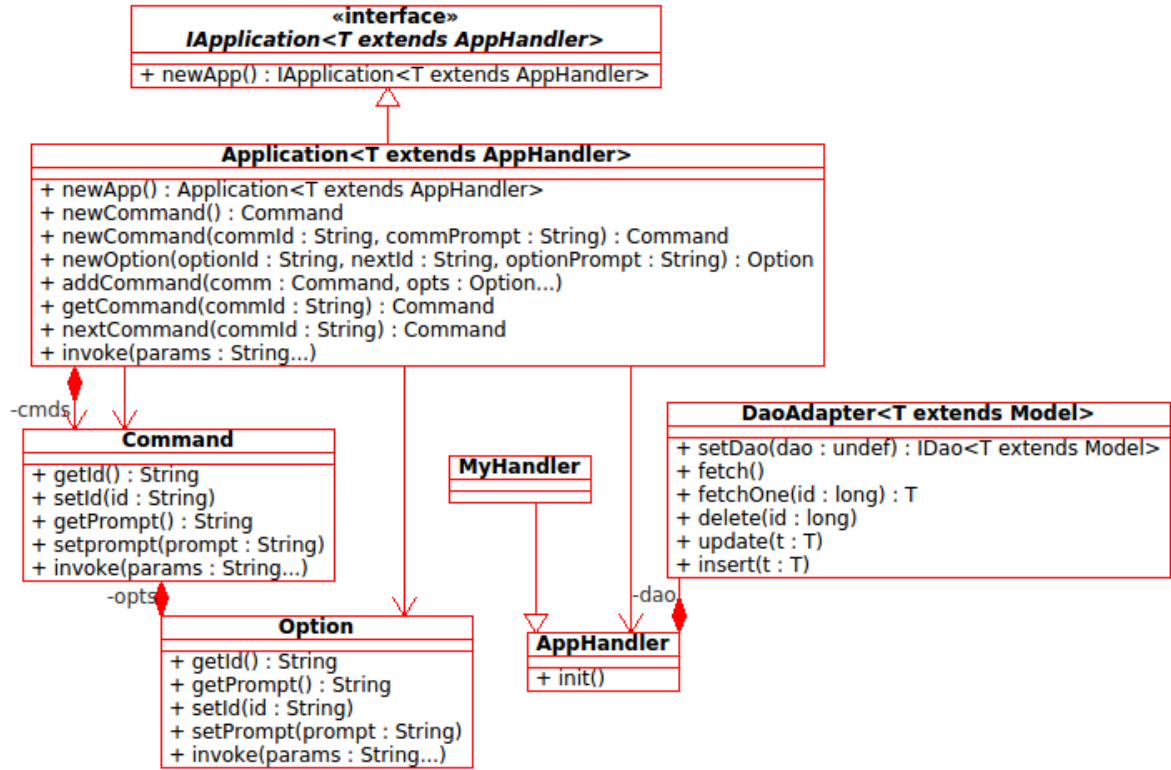 «interface»
IApplication<T extends AppHandler>
+ newApp() : IApplication<T extends AppHandler>
Application<T extends AppHandler>
+ newApp() : Application<T extends AppHandler>
+ newCommand() : Command
+ newCommand(commId : String, commPrompt : String) : Command
+ newOption(optionId : String, nextId : String, optionPrompt : String) : Option
+ addCommand(comm : Command, opts : Option...)
+ getCommand(commId : String) : Command
+ nextCommand(commId : String) : Command
+ invoke(params : String...)
-cmds
Command
+ getId() : String
+ setId(id : String)
+ getPrompt() : String
+ setprompt(prompt : String)
+ invoke(params : String...)
MyHandler
DaoAdapter<T extends Model>
+ setDao(dao : undef) : IDao<T extends Model>
+ fetch()
+ fetchOne(id : long) : T
+ delete(id : long)
+ update(t : T)
+ insert(t : T)
-opts
-dao
Option
+ getId() : String
+ getPrompt() : String
+ setId(id : String)
+ setPrompt(prompt : String)
+ invoke(params : String...)
AppHandler
+ init()